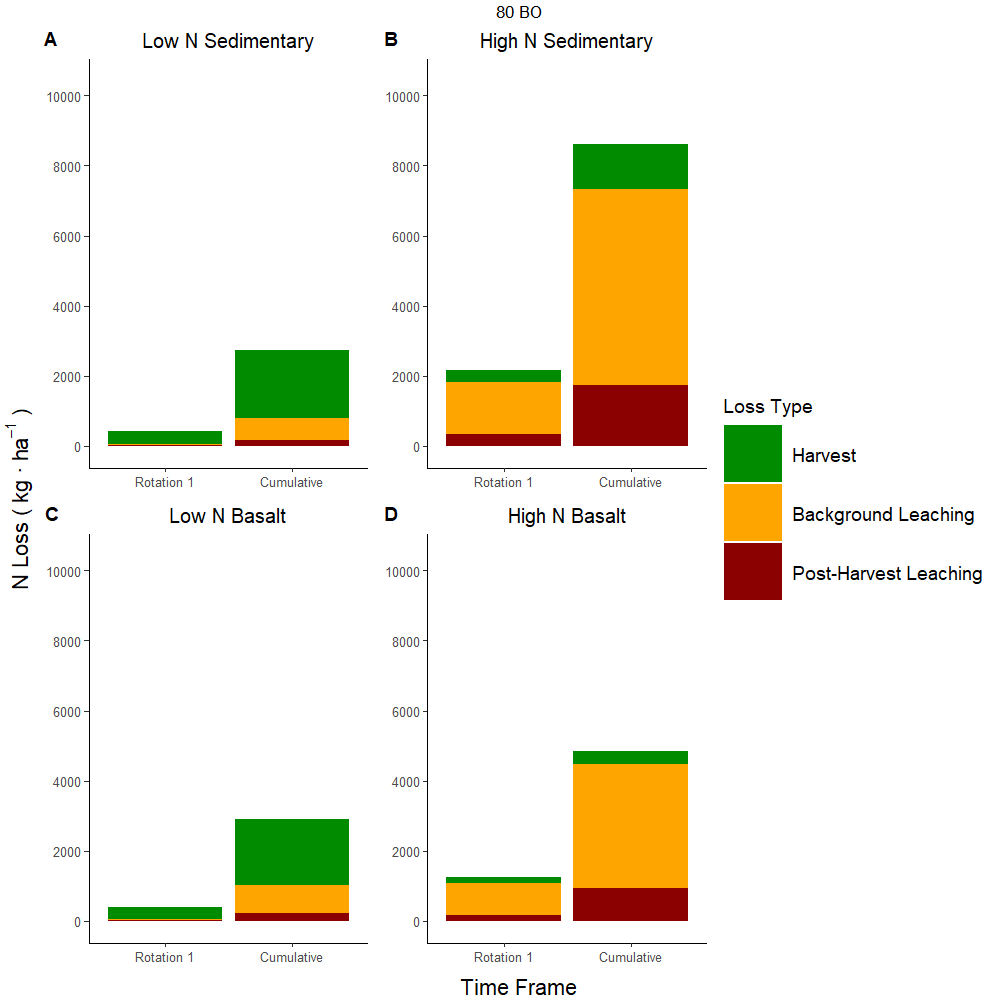 80 BO
A Low N Sedimentary
B High N Sedimentary
10000
8000
6000
4000
2000
0
10000
8000
6000
4000
2000
0
Rotation 1 Cumulative
Rotation 1 Cumulative
C Low N Basalt
D High N Basalt
10000
8000
6000
4000
2000
0
10000
8000
6000
4000
2000
0
Rotation 1 Cumulative
Rotation 1 Cumulative
N Loss ( kg · ha⁻¹ )
Time Frame
Loss Type
Harvest
Background Leaching
Post-Harvest Leaching